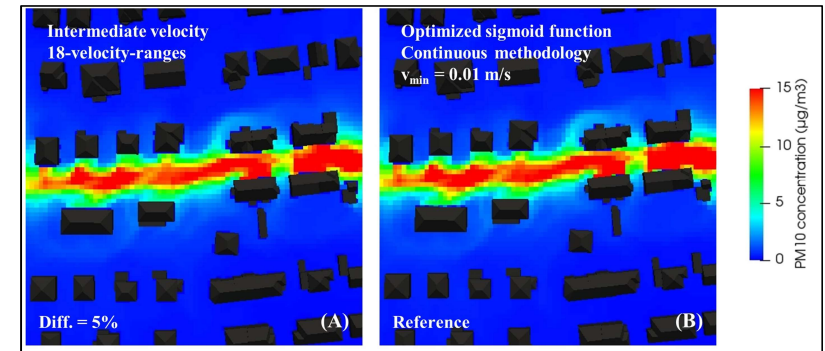 Intermediate velocity
18-velocity-ranges
Diff. = 5%
(A)
Optimized sigmoid function
Continuous methodology
vmin = 0.01 m/s
Reference
(B)
15
10
5
0
PM10 concentration (µg/m3)